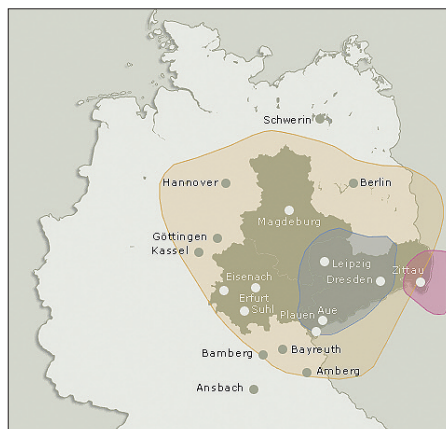 Schwerin
Hannover
Berlin
Magdeburg
Göttingen
Kassel
Leipzig
Dresden
Zittau
Eisenach
Erfurt
Suhl
Plauen
Aue
Bamberg
Bayreuth
Amberg
Ansbach